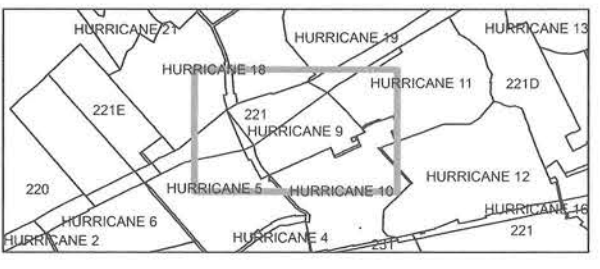 HURRICANE 21
HURRICANE 19
HURRICANE 13
HURRICANE 18
HURRICANE 11
221D
221E
221
HURRICANE 9
220
HURRICANE 5
HURRICANE 10
HURRICANE 12
HURRICANE 6
HURRICANE 16
HURRICANE 2
HURRICANE 4
231
221